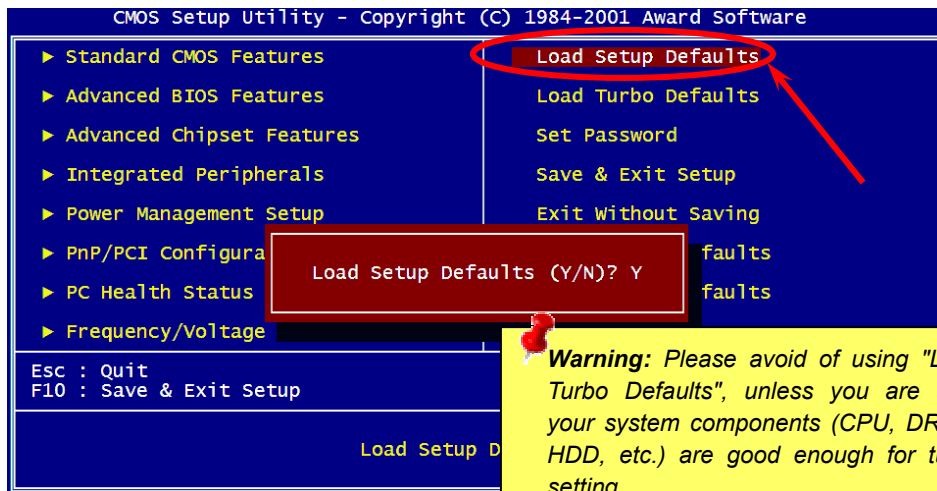 CMOS Setup Utility - Copyright (C) 1984-2001 Award Software
► Standard CMOS Features
► Advanced BIOS Features
► Advanced Chipset Features
► Integrated Peripherals
► Power Management Setup
► PnP/PCI Configura
► PC Health Status
► Frequency/Voltage
Load Setup Defaults
Load Turbo Defaults
Set Password
Save & Exit Setup
Exit Without Saving
faults
faults
Load Setup Defaults (Y/N)? Y
Esc : Quit
F10 : Save & Exit Setup
Load Setup D
Warning: Please avoid of using "L
Turbo Defaults", unless you are
your system components (CPU, DR
HDD, etc.) are good enough for tu
setting